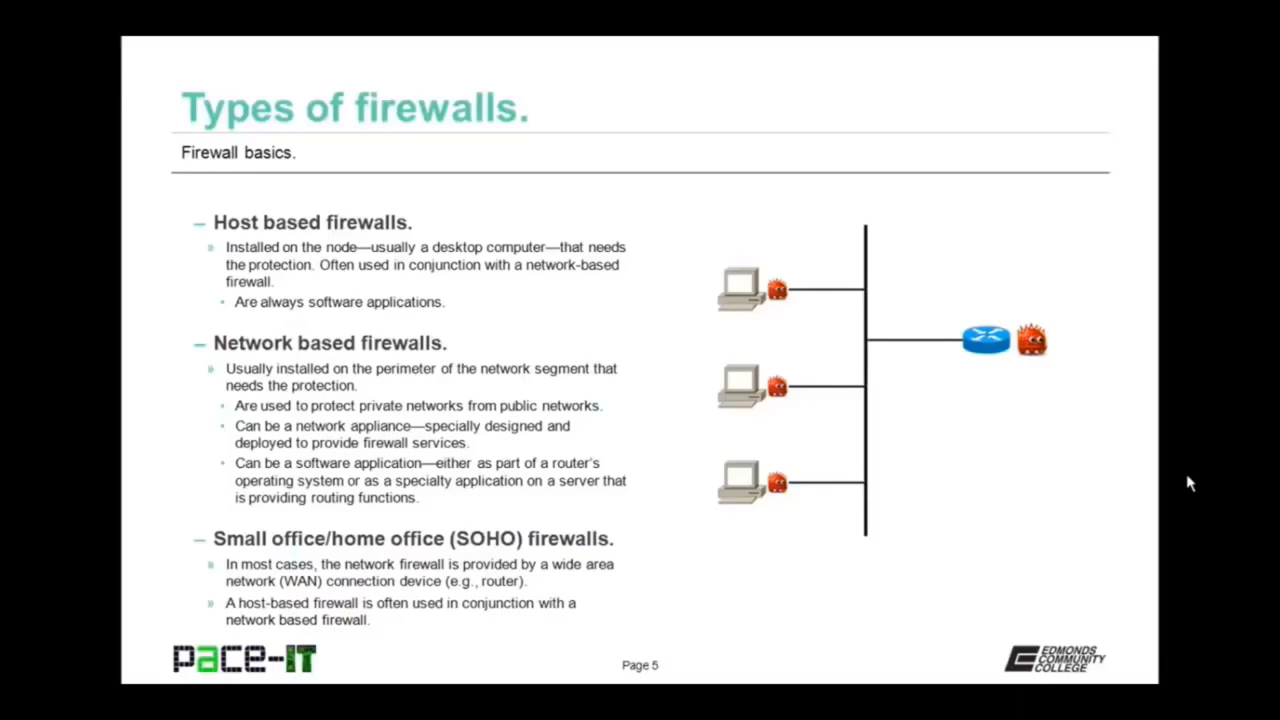 Types of firewalls.
Firewall basics.
– Host based firewalls.
» Installed on the node—usually a desktop computer—that needs
the protection. Often used in conjunction with a network-based
firewall.
• Are always software applications.
– Network based firewalls.
» Usually installed on the perimeter of the network segment that
needs the protection.
• Are used to protect private networks from public networks.
• Can be a network appliance—specially designed and
deployed to provide firewall services.
• Can be a software application—either as part of a router's
operating system or as a specialty application on a server that
is providing routing functions.
– Small office/home office (SOHO) firewalls.
» In most cases, the network firewall is provided by a wide area
network (WAN) connection device (e.g., router).
» A host-based firewall is often used in conjunction with a
network based firewall.
pace-IT
Page 5
EDMONDS
COMMUNITY
COLLEGE